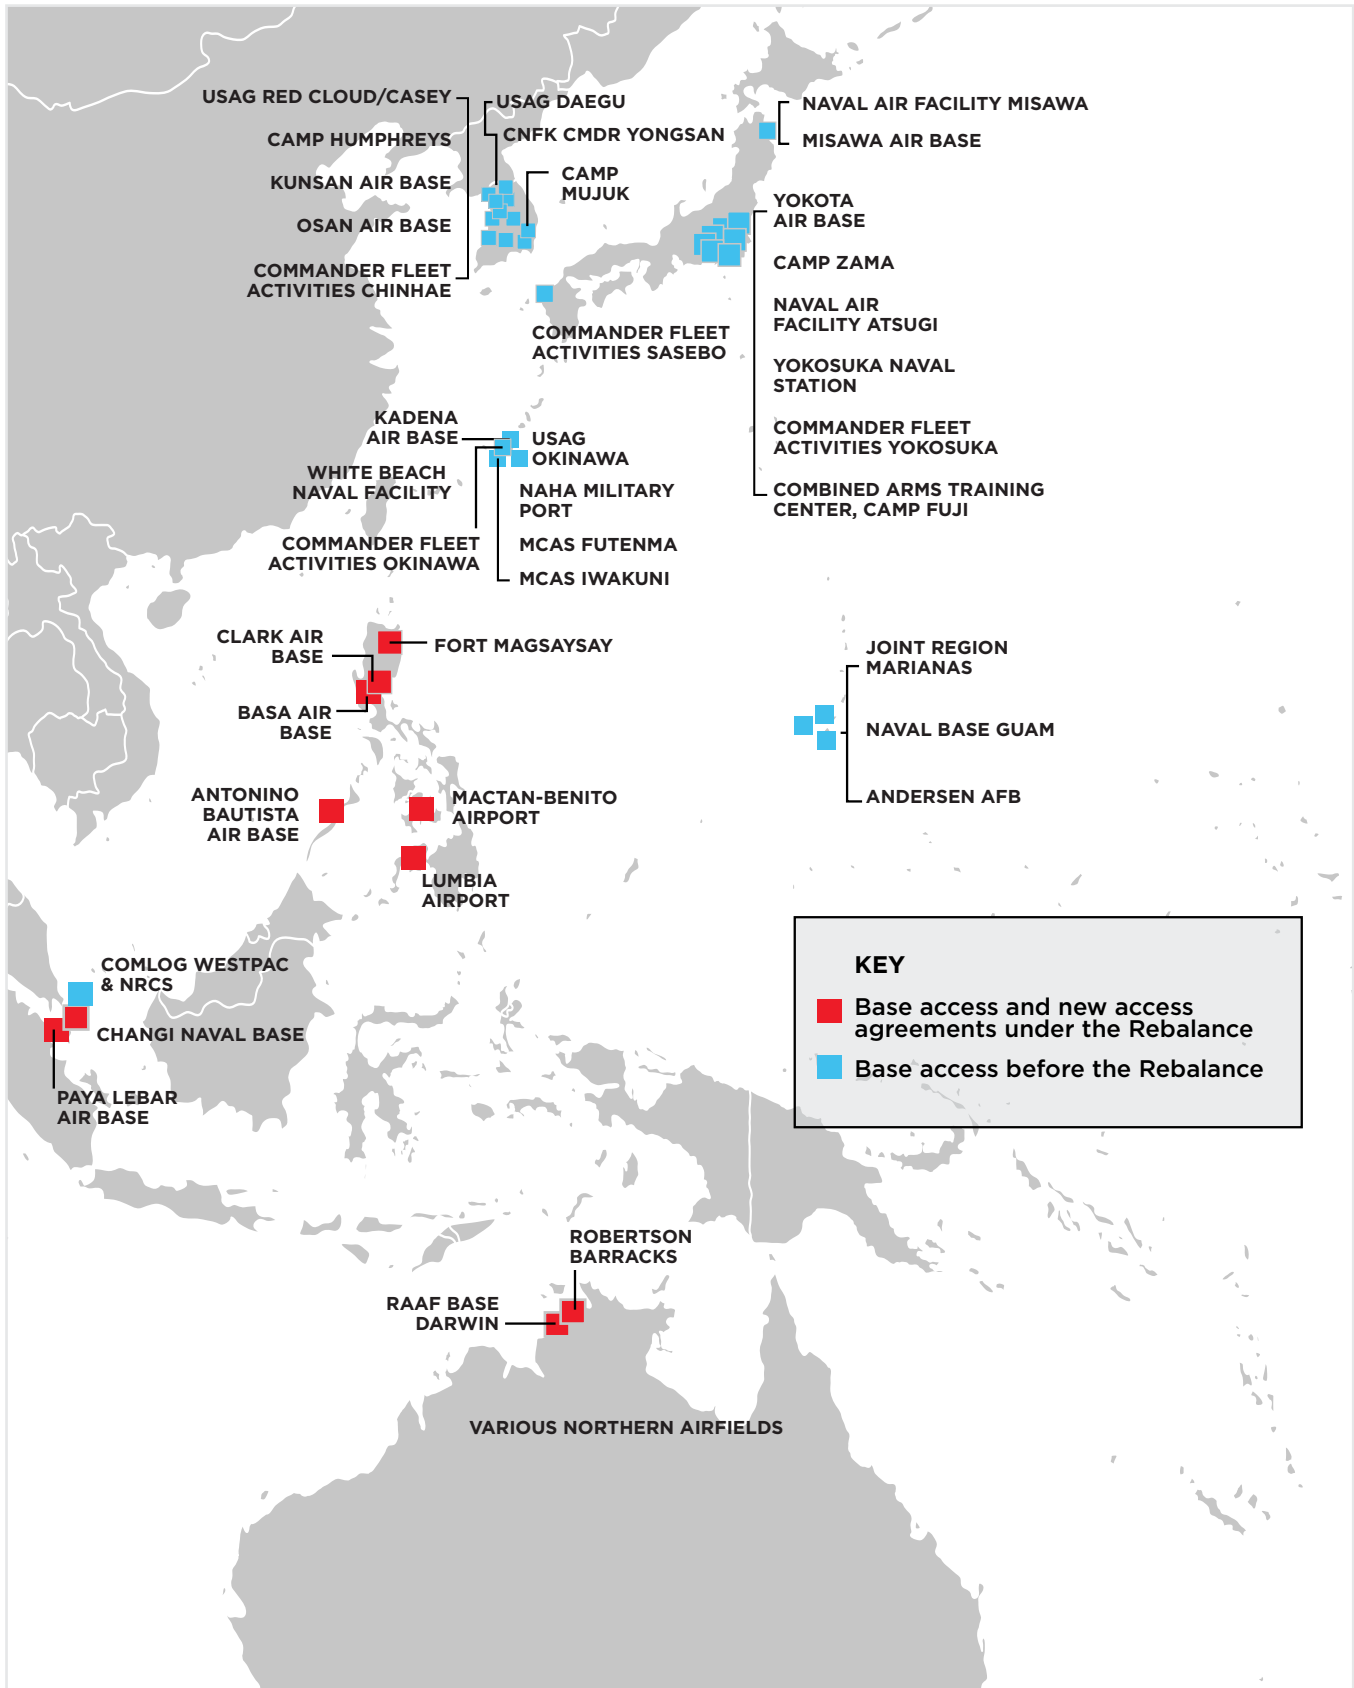 USAG RED CLOUD/CASEY
CAMP HUMPHREYS
KUNSAN AIR BASE
OSAN AIR BASE
COMMANDER FLEET
ACTIVITIES CHINHAE
USAG DAEGU
CNFK CMDR YONGSAN
CAMP
MUJUK
NAVAL AIR FACILITY MISAWA
MISAWA AIR BASE
YOKOTA
AIR BASE
CAMP ZAMA
NAVAL AIR
FACILITY ATSUGI
YOKOSUKA NAVAL
STATION
COMMANDER FLEET
ACTIVITIES YOKOSUKA
COMBINED ARMS TRAINING
CENTER, CAMP FUJI
COMMANDER FLEET
ACTIVITIES SASEBO
KADENA
AIR BASE
WHITE BEACH
NAVAL FACILITY
COMMANDER FLEET
ACTIVITIES OKINAWA
USAG
OKINAWA
NAHA MILITARY
PORT
MCAS FUTENMA
MCAS IWAKUNI
CLARK AIR
BASE
FORT MAGSAYSAY
BASA AIR
BASE
JOINT REGION
MARIANAS
NAVAL BASE GUAM
ANDERSEN AFB
ANTONINO
BAUTISTA
AIR BASE
MACTAN-BENITO
AIRPORT
LUMBIA
AIRPORT
COMLOG WESTPAC
& NRCS
CHANGI NAVAL BASE
PAYA LEBAR
AIR BASE
KEY
Base access and new access
agreements under the Rebalance
Base access before the Rebalance
ROBERTSON
BARRACKS
RAAF BASE
DARWIN
VARIOUS NORTHERN AIRFIELDS